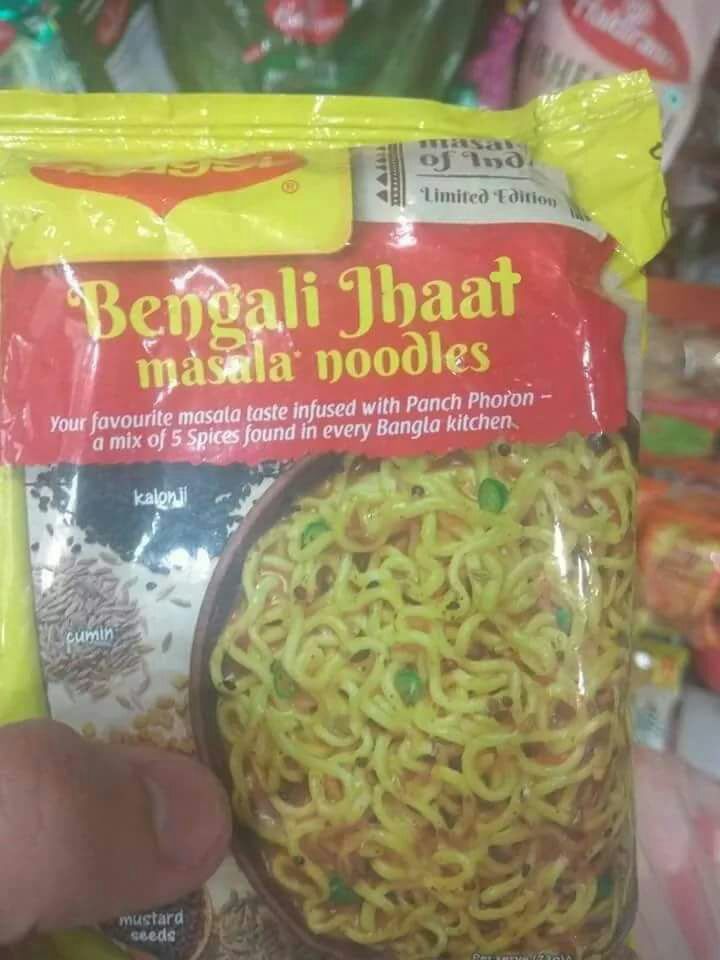 of Ind
Limited Edition
®
Bengali Jhaat
masala* noodles
Your favourite masala taste infused with Panch Phoron –
a mix of 5 Spices found in every Bangla kitchen
kalonji
cumin
mustard
seeds